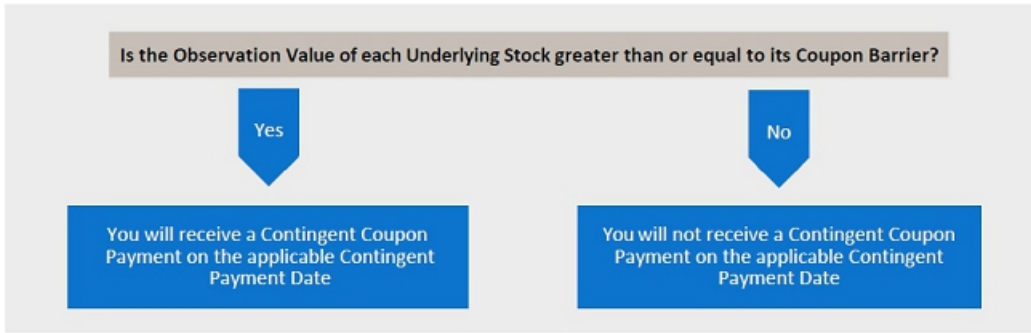 Is the Observation Value of each Underlying Stock greater than or equal to its Coupon Barrier?
Yes
No
You will receive a Contingent Coupon
Payment on the applicable Contingent
Payment Date
You will not receive a Contingent Coupon
Payment on the applicable Contingent
Payment Date